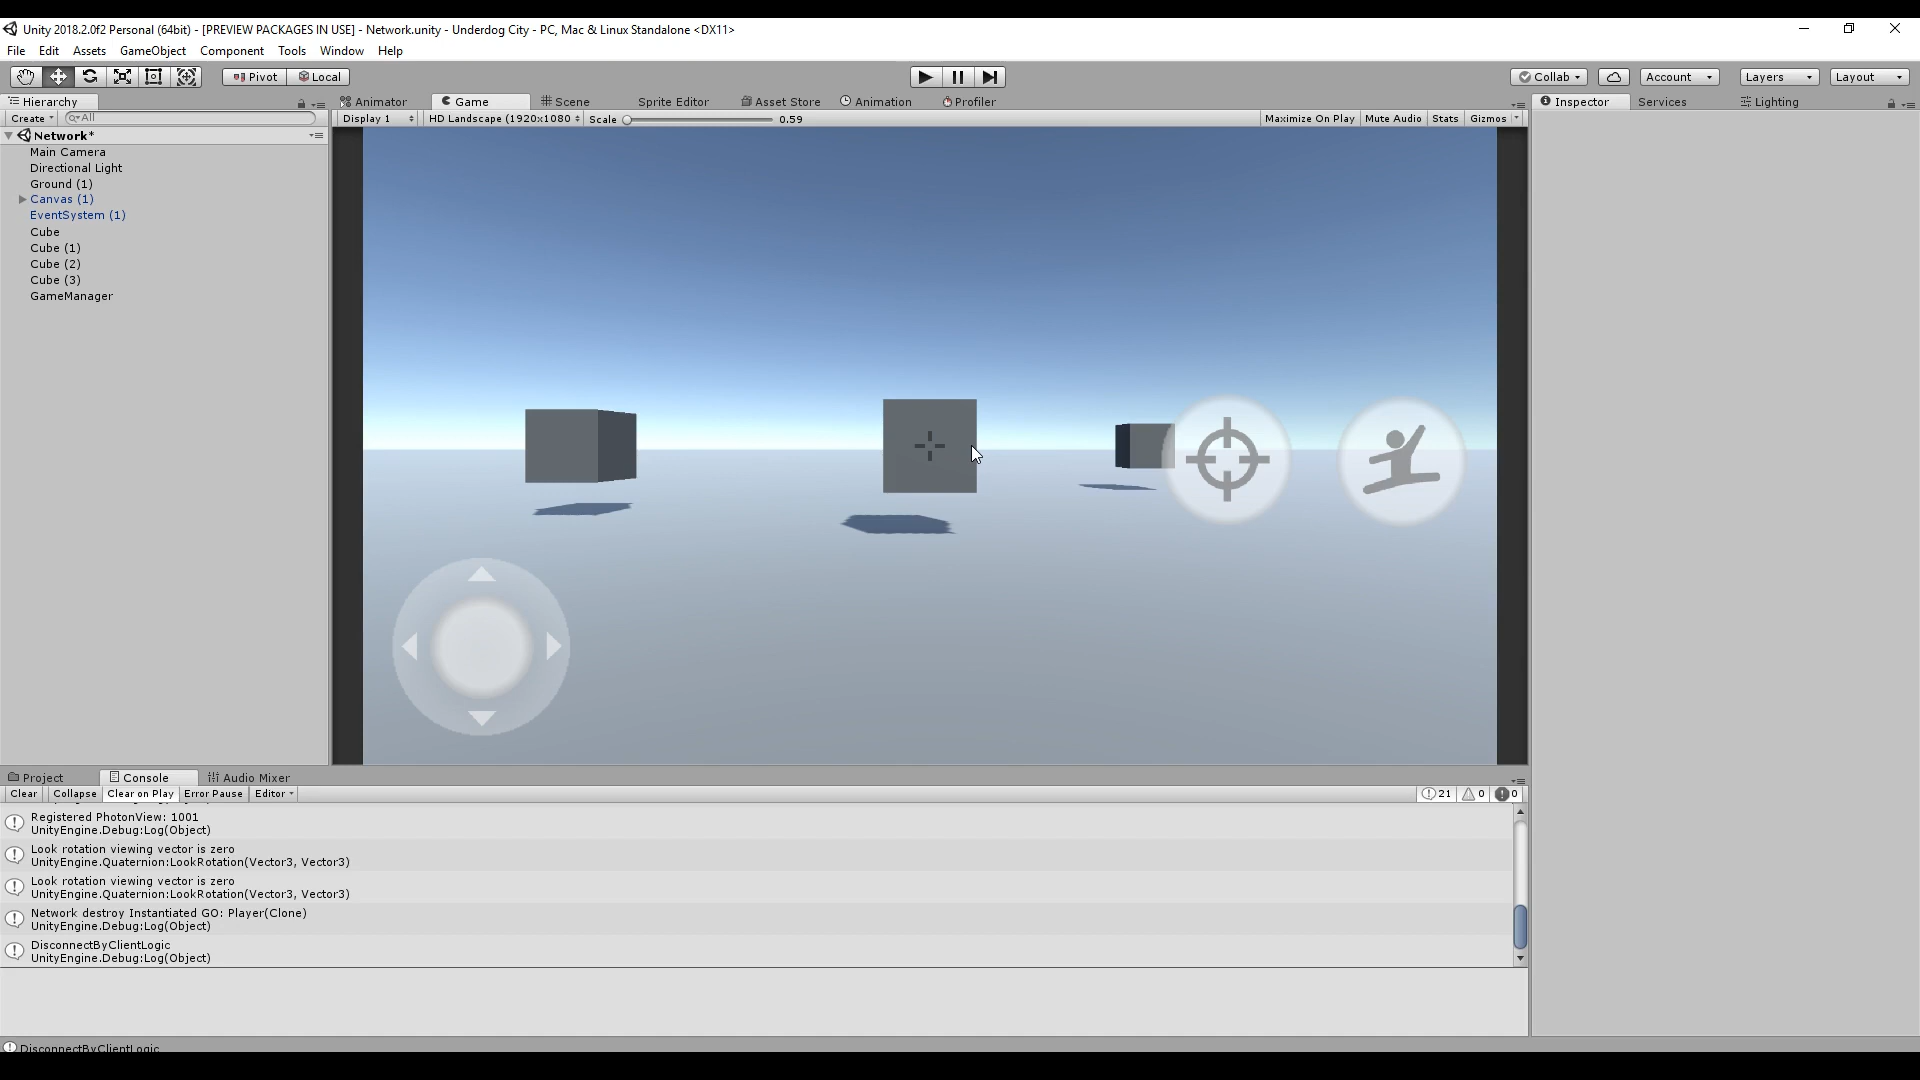 Unity 2018.2.0f2 Personal (64bit) - [PREVIEW PACKAGES IN USE] - Network.unity - Underdog City - PC, Mac & Linux Standalone <DX11>
File Edit Assets GameObject Component Tools Window Help
Pivot Local Collab Account Layers Layout
Hierarchy Animator Game Scene Sprite Editor Asset Store Animation Profiler Inspector Services Lighting
Create All Display 1 HD Landscape (1920x1080 Scale 0.59 Maximize On Play Mute Audio Stats Gizmos
Network*
Main Camera
Directional Light
Ground (1)
Canvas (1)
EventSystem (1)
Cube
Cube (1)
Cube (2)
Cube (3)
GameManager
Project Console Audio Mixer
Clear Collapse Clear on Play Error Pause Editor 21 0 0
Registered PhotonView: 1001
UnityEngine.Debug:Log(Object)
Look rotation viewing vector is zero
UnityEngine.Quaternion:LookRotation(Vector3, Vector3)
Look rotation viewing vector is zero
UnityEngine.Quaternion:LookRotation(Vector3, Vector3)
Network destroy Instantiated GO: Player(Clone)
UnityEngine.Debug:Log(Object)
DisconnectByClientLogic
UnityEngine.Debug:Log(Object)
DisconnectByClientLogic